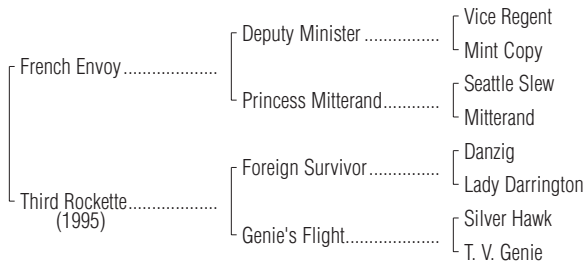 Vice Regent
Deputy Minister ................
Mint Copy
French Envoy....................
Seattle Slew
Princess Mitterand............
Mitterand
Danzig
Foreign Survivor...............
Lady Darrington
Third Rockette...................
(1995)
Silver Hawk
Genie's Flight....................
T. V. Genie